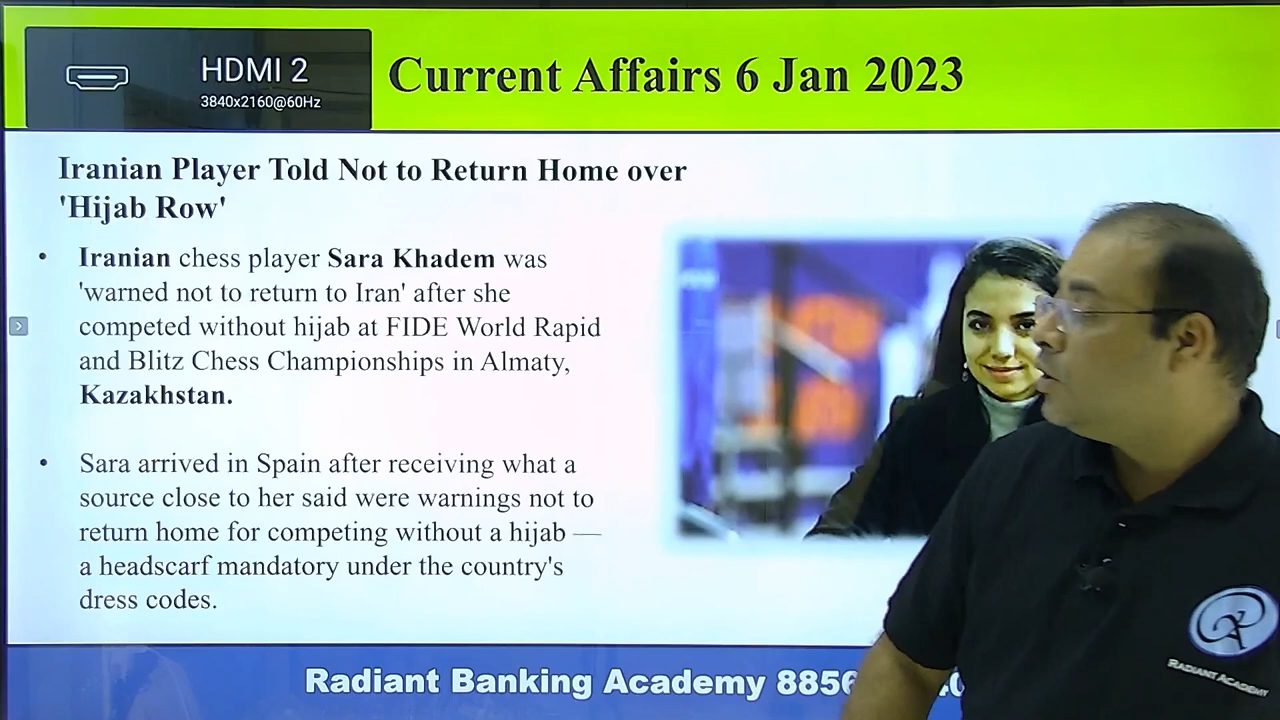 HDMI 2
3840x2160@60Hz
Current Affairs 6 Jan 2023
Iranian Player Told Not to Return Home over
'Hijab Row'
• Iranian chess player Sara Khadem was
'warned not to return to Iran' after she
competed without hijab at FIDE World Rapid
and Blitz Chess Championships in Almaty,
Kazakhstan.
• Sara arrived in Spain after receiving what a
source close to her said were warnings not to
return home for competing without a hijab —
a headscarf mandatory under the country's
dress codes.
Radiant Banking Academy 8856
RADIANT ACADEMY